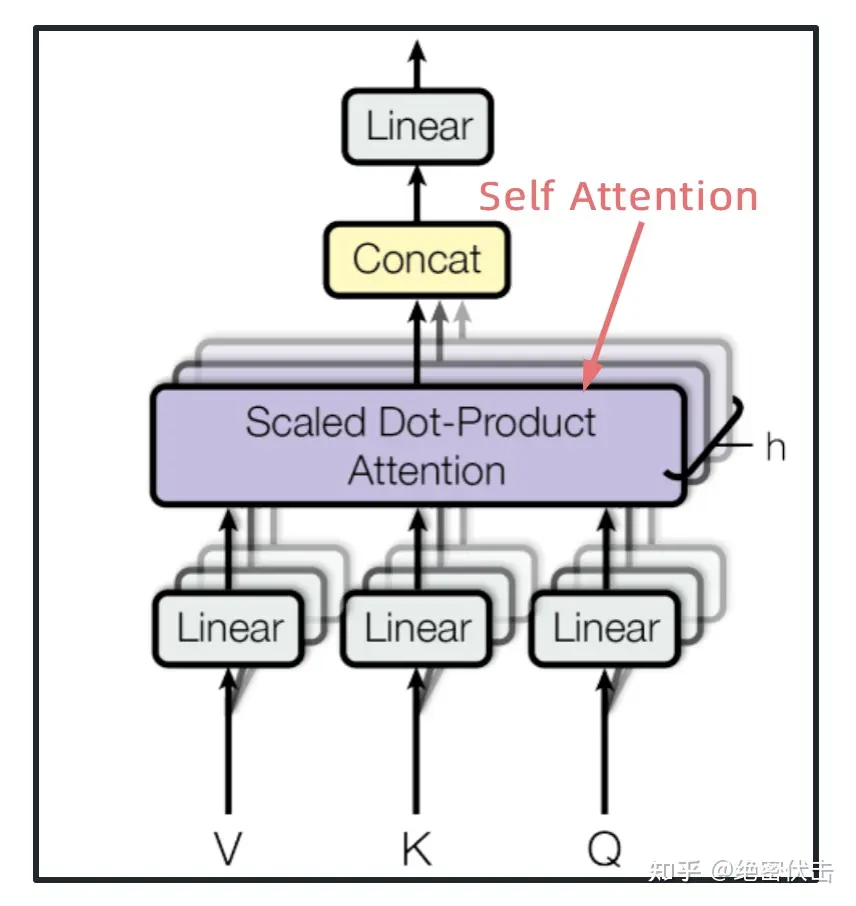 Linear
Self Attention
Concat
Scaled Dot-Product
Attention
h
Linear Linear Linear
V K Q
知乎 @绝密伏击